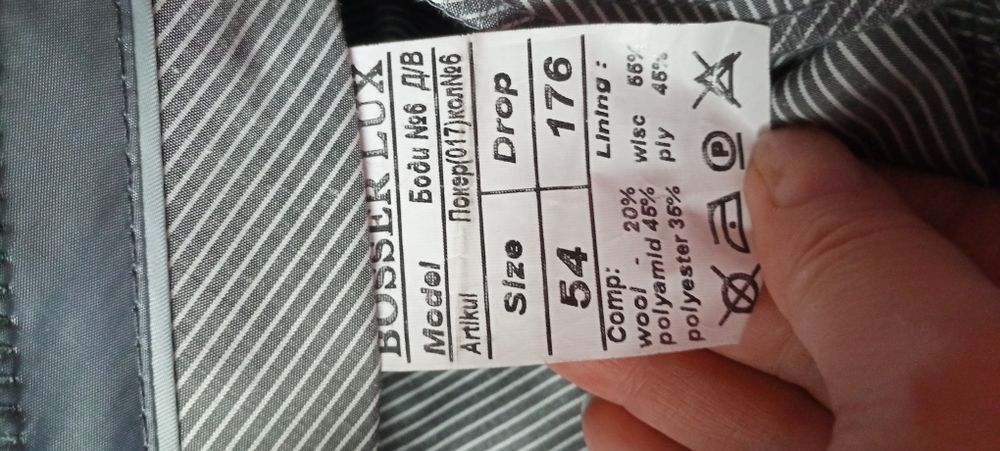 BOSSER LUX
Model Боди №6 Д/В
Artikul Покер(017)кол№6
Size Drop
54 176
Comp: Lining :
wool - 20% wisc 55%
polyamid 45% ply 45%
polyester 35%
P